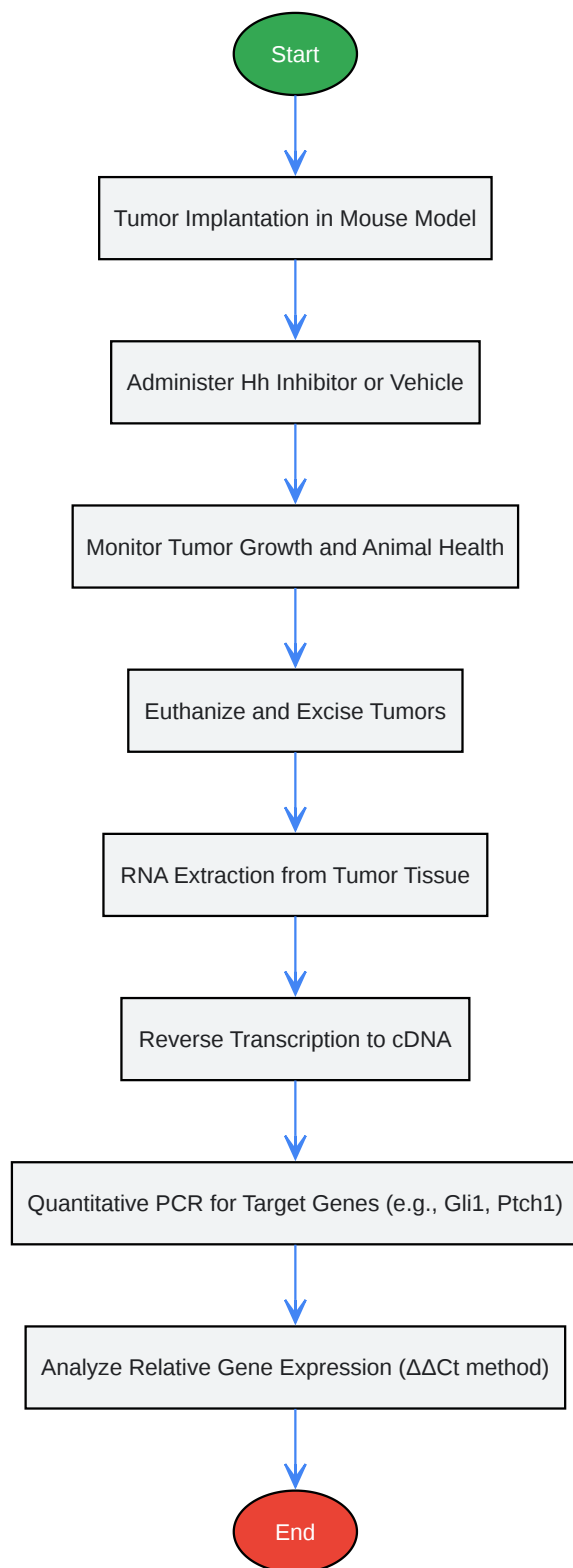 Start
Tumor Implantation in Mouse Model
Administer Hh Inhibitor or Vehicle
Monitor Tumor Growth and Animal Health
Euthanize and Excise Tumors
RNA Extraction from Tumor Tissue
Reverse Transcription to cDNA
Quantitative PCR for Target Genes (e.g., Gli1, Ptch1)
Analyze Relative Gene Expression (ΔΔCt method)
End